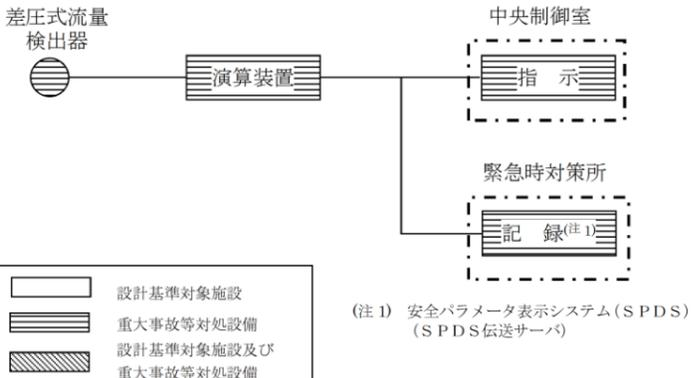 差圧式流量
検出器
演算装置
中央制御室
指　示
緊急時対策所
記　録(注1)
設計基準対象施設
重大事故等対処設備
設計基準対象施設及び
重大事故等対処設備
(注1)　安全パラメータ表示システム(SPDS)
(SPDS伝送サーバ)